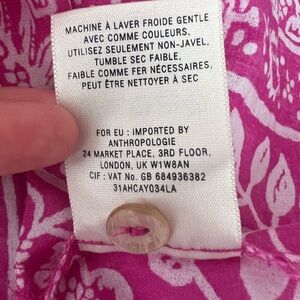 MACHINE À LAVER FROIDE GENTLE
AVEC COMME COULEURS.
UTILISEZ SEULEMENT NON-JAVEL.
TUMBLE SEC FAIBLE.
FAIBLE COMME FER NÉCESSAIRES.
PEUT ÊTRE NETTOYER À SEC
FOR EU : IMPORTED BY
ANTHROPOLOGIE
24 MARKET PLACE, 3RD FLOOR,
LONDON, UK W1W8AN
CIF : VAT No. GB 684936382
31AHCAY034LA